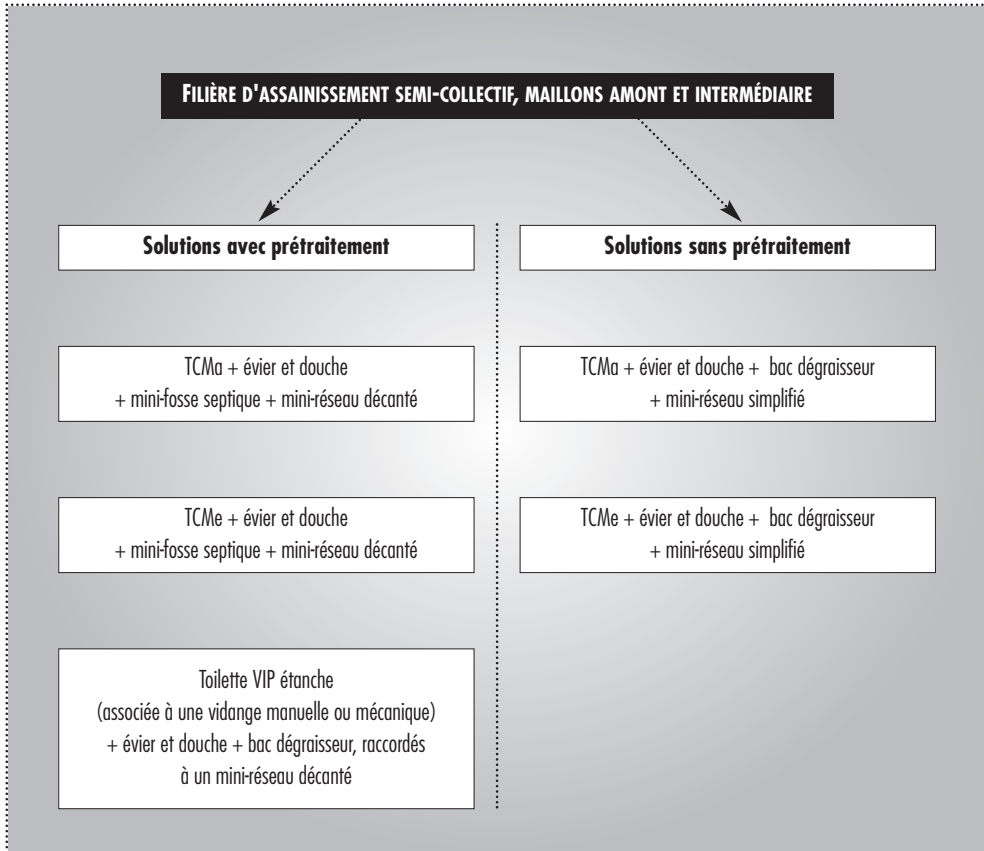 FILIÈRE D'ASSAINISSEMENT SEMI-COLLECTIF, MAILLONS AMONT ET INTERMÉDIAIRE
Solutions avec prétraitement
Solutions sans prétraitement
TCMa + évier et douche
+ mini-fosse septique + mini-réseau décanté
TCMa + évier et douche + bac dégraisseur
+ mini-réseau simplifié
TCMe + évier et douche
+ mini-fosse septique + mini-réseau décanté
TCMe + évier et douche + bac dégraisseur
+ mini-réseau simplifié
Toilette VIP étanche
(associée à une vidange manuelle ou mécanique)
+ évier et douche + bac dégraisseur, raccordés
à un mini-réseau décanté